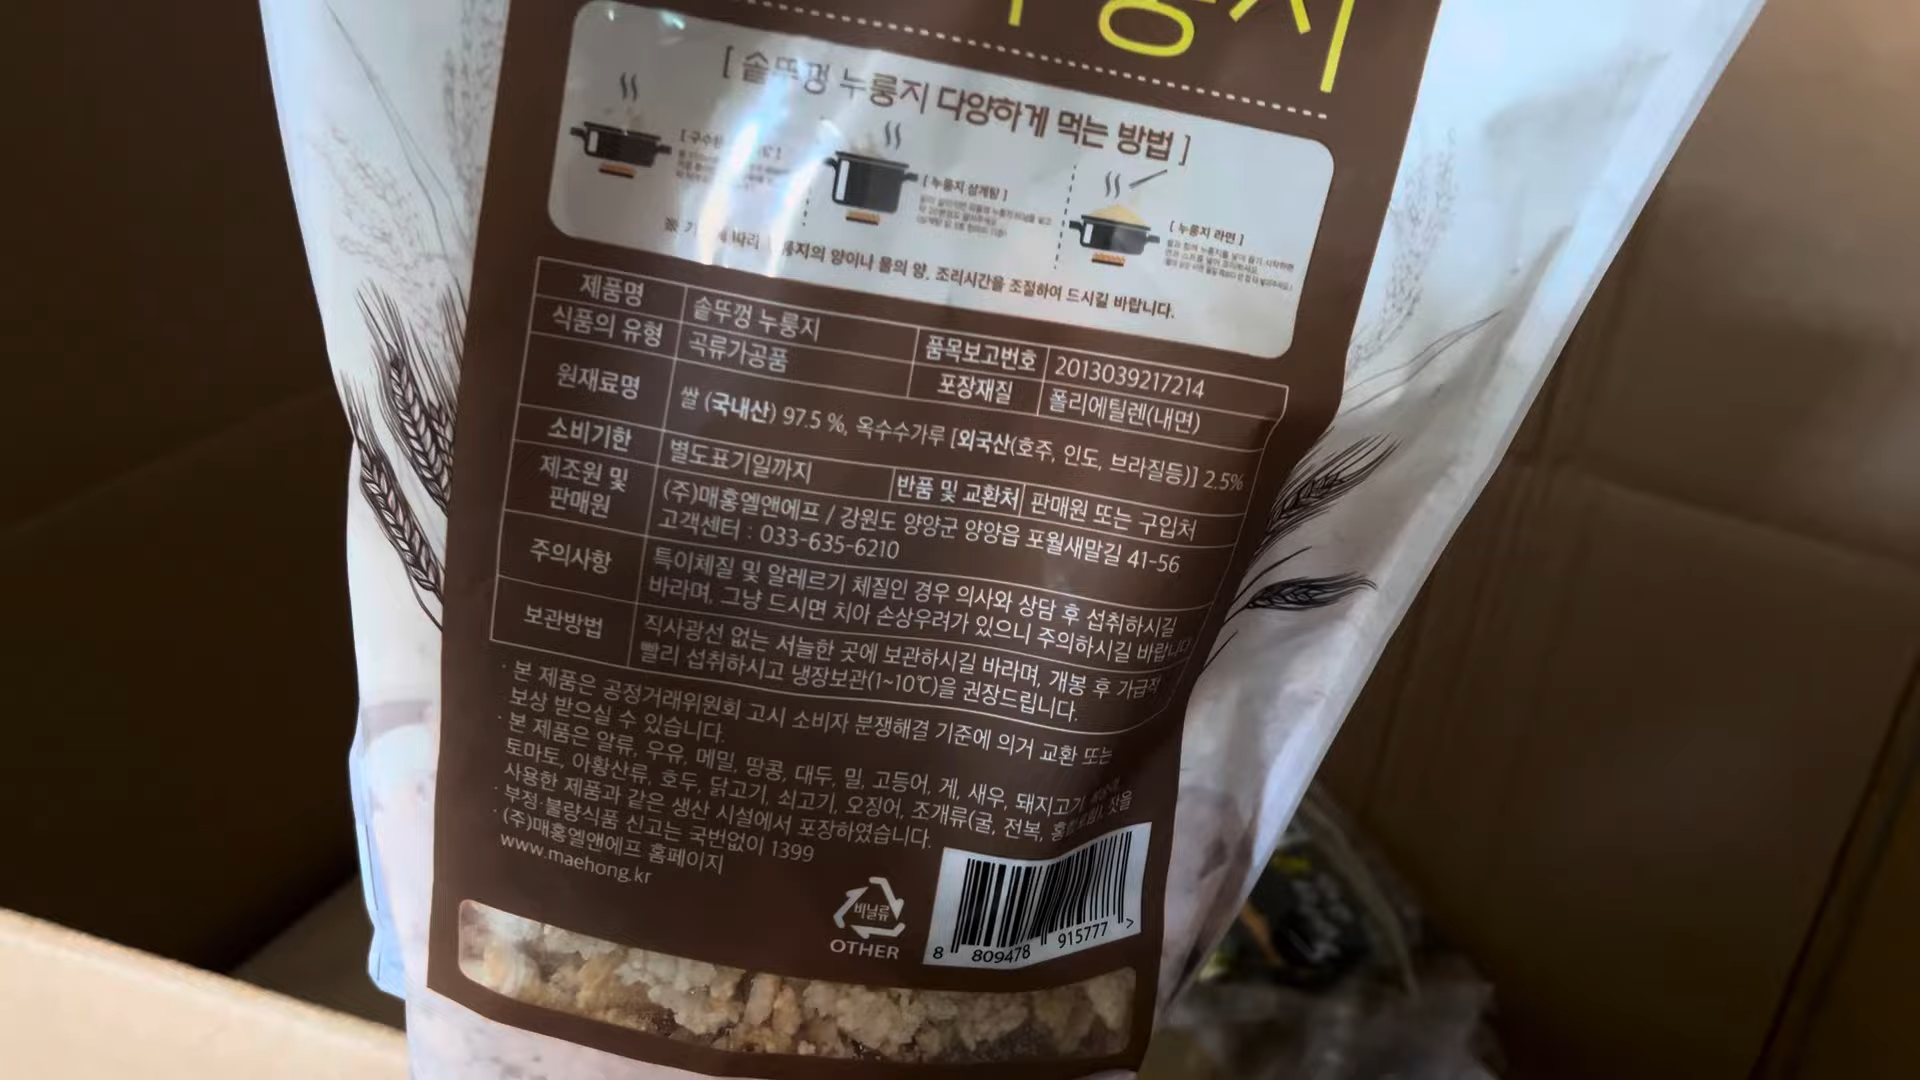 룽지
[ 솥뚜껑 누룽지 다양하게 먹는 방법 ]
[ 누룽지 삼계탕 ]
[ 누룽지 라면 ]
따라 룽지의 양이나 물의 양, 조리시간을 조절하여 드시길 바랍니다.
제품명 솥뚜껑 누룽지 품목보고번호 2013039217214
식품의 유형 곡류가공품 포장재질 폴리에틸렌(내면)
원재료명 쌀 (국내산) 97.5 %, 옥수수가루 [외국산(호주, 인도, 브라질등)] 2.5%
소비기한 별도표기일까지 반품 및 교환처 판매원 또는 구입처
제조원 및 판매원 (주)매홍엘앤에프 / 강원도 양양군 양양읍 포월새말길 41-56
고객센터 : 033-635-6210
주의사항 특이체질 및 알레르기 체질인 경우 의사와 상담 후 섭취하시길
바라며, 그냥 드시면 치아 손상우려가 있으니 주의하시길 바랍니다
보관방법 직사광선 없는 서늘한 곳에 보관하시길 바라며, 개봉 후 가급적
빨리 섭취하시고 냉장보관(1~10℃)을 권장드립니다.
· 본 제품은 공정거래위원회 고시 소비자 분쟁해결 기준에 의거 교환 또는
보상 받으실 수 있습니다.
· 본 제품은 알류, 우유, 메밀, 땅콩, 대두, 밀, 고등어, 게, 새우, 돼지고기
토마토, 아황산류, 호두, 닭고기, 쇠고기, 오징어, 조개류(굴, 전복, 잣을
사용한 제품과 같은 생산 시설에서 포장하였습니다.
· 부정·불량식품 신고는 국번없이 1399
(주)매홍엘앤에프 홈페이지
www.maehong.kr
비닐류
OTHER
8 809478 915777 >